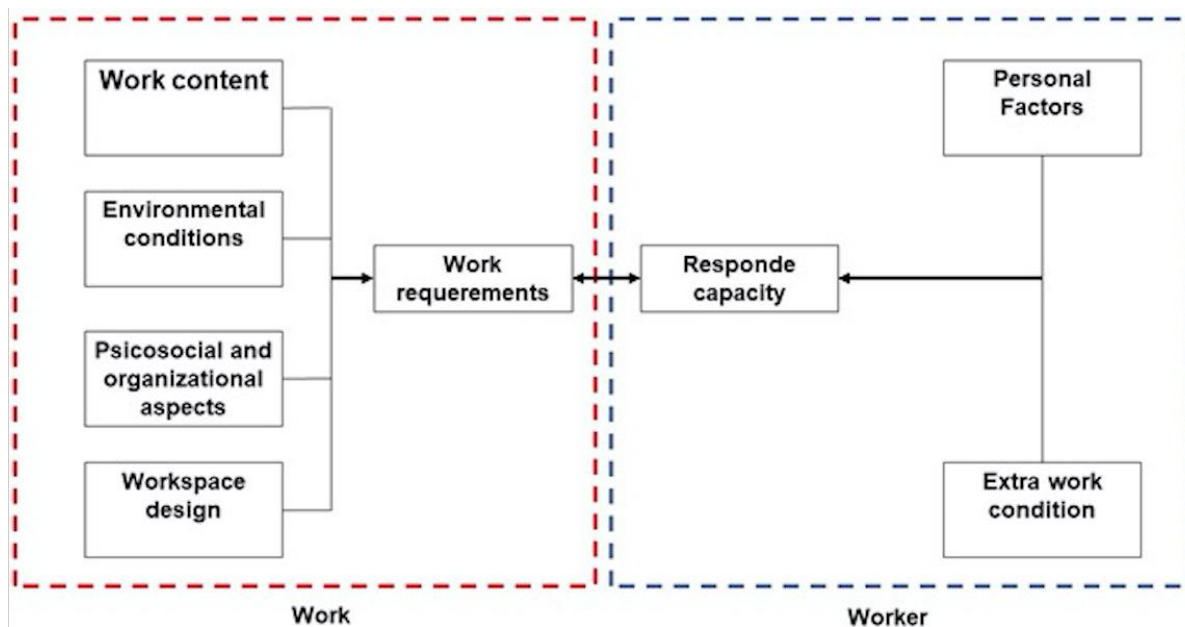 Work content
Environmental
conditions
Psicosocial and
organizational
aspects
Workspace
design
Work
requerements
Responde
capacity
Personal
Factors
Extra work
condition
Work
Worker